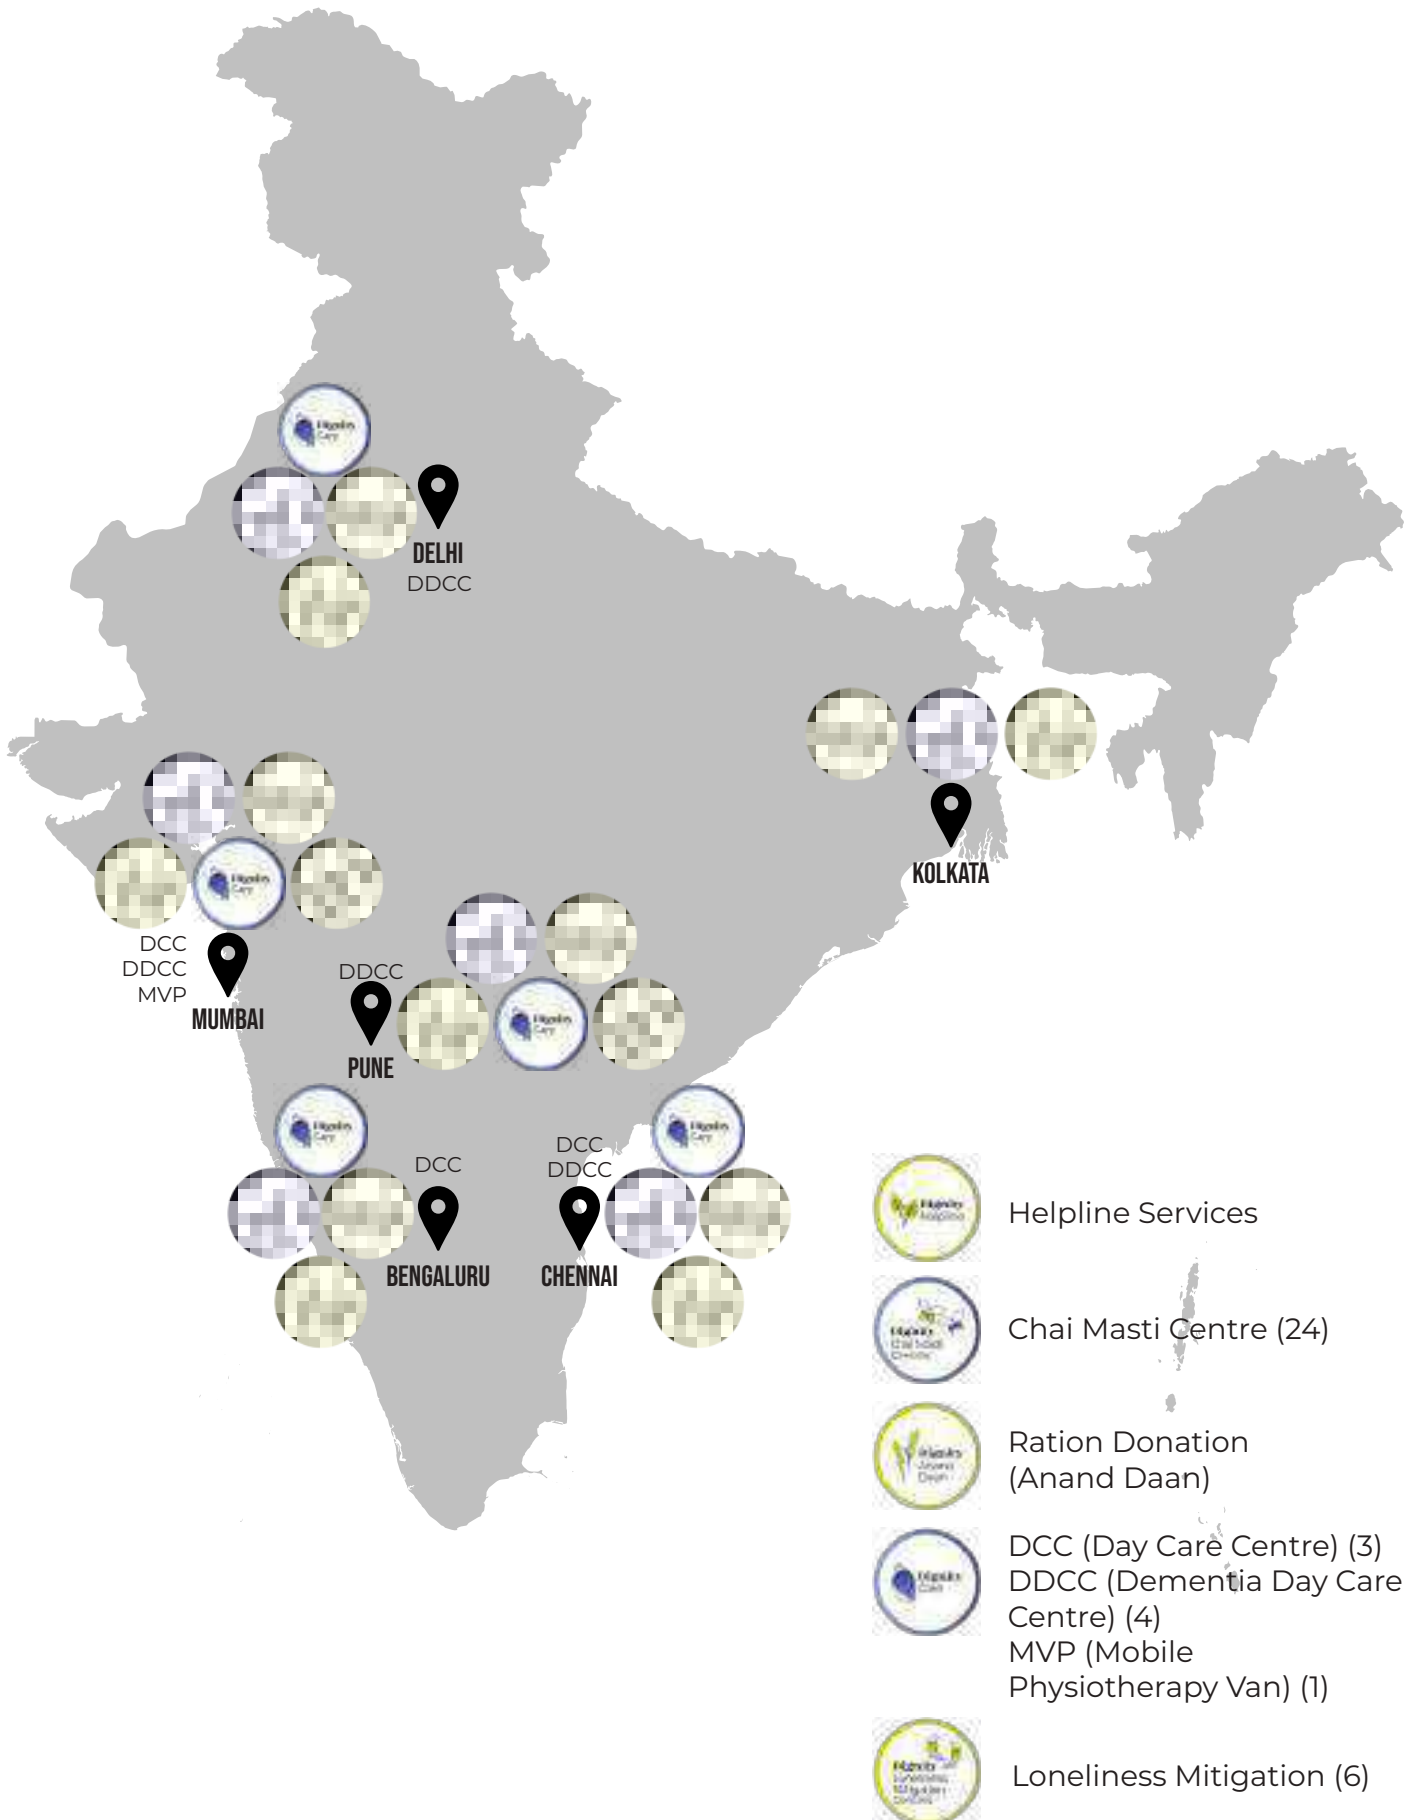 DELHI
DDCC
KOLKATA
DCC
DDCC
MVP
MUMBAI
DDCC
PUNE
DCC
BENGALURU
DCC
DDCC
CHENNAI
Helpline Services
Chai Masti Centre (24)
Ration Donation
(Anand Daan)
DCC (Day Care Centre) (3)
DDCC (Dementia Day Care
Centre) (4)
MVP (Mobile
Physiotherapy Van) (1)
Loneliness Mitigation (6)